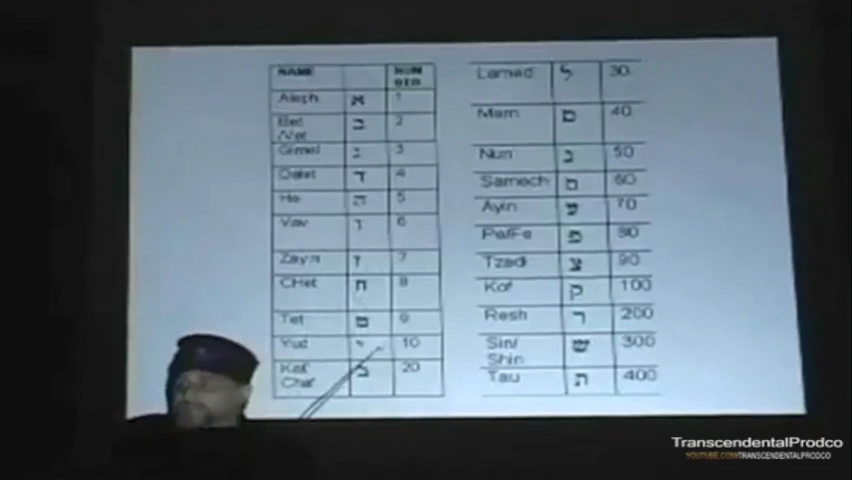 NAME NUM
BER
Aleph א 1
Bet
/Vet ב 2
Gimel ג 3
Dalet ד 4
He ה 5
Vav ו 6
Zayn ז 7
CHet ח 8
Tet ט 9
Yud י 10
Kaf
Chaf כ 20
Lamed ל 30
Mem ם 40
Nun נ 50
Samech ס 60
Ayin 70
Pe/Fe פ 80
Tzadi צ 90
Kof ק 100
Resh ר 200
Sin/
Shin ש 300
Tau ת 400
TranscendentalProdco
YOUTUBE.COM/TRANSCENDENTALPRODCO